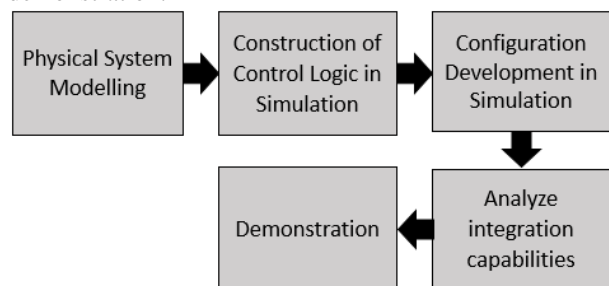 Physical System
Modelling
Construction of
Control Logic in
Simulation
Configuration
Development in
Simulation
Analyze
integration
capabilities
Demonstration